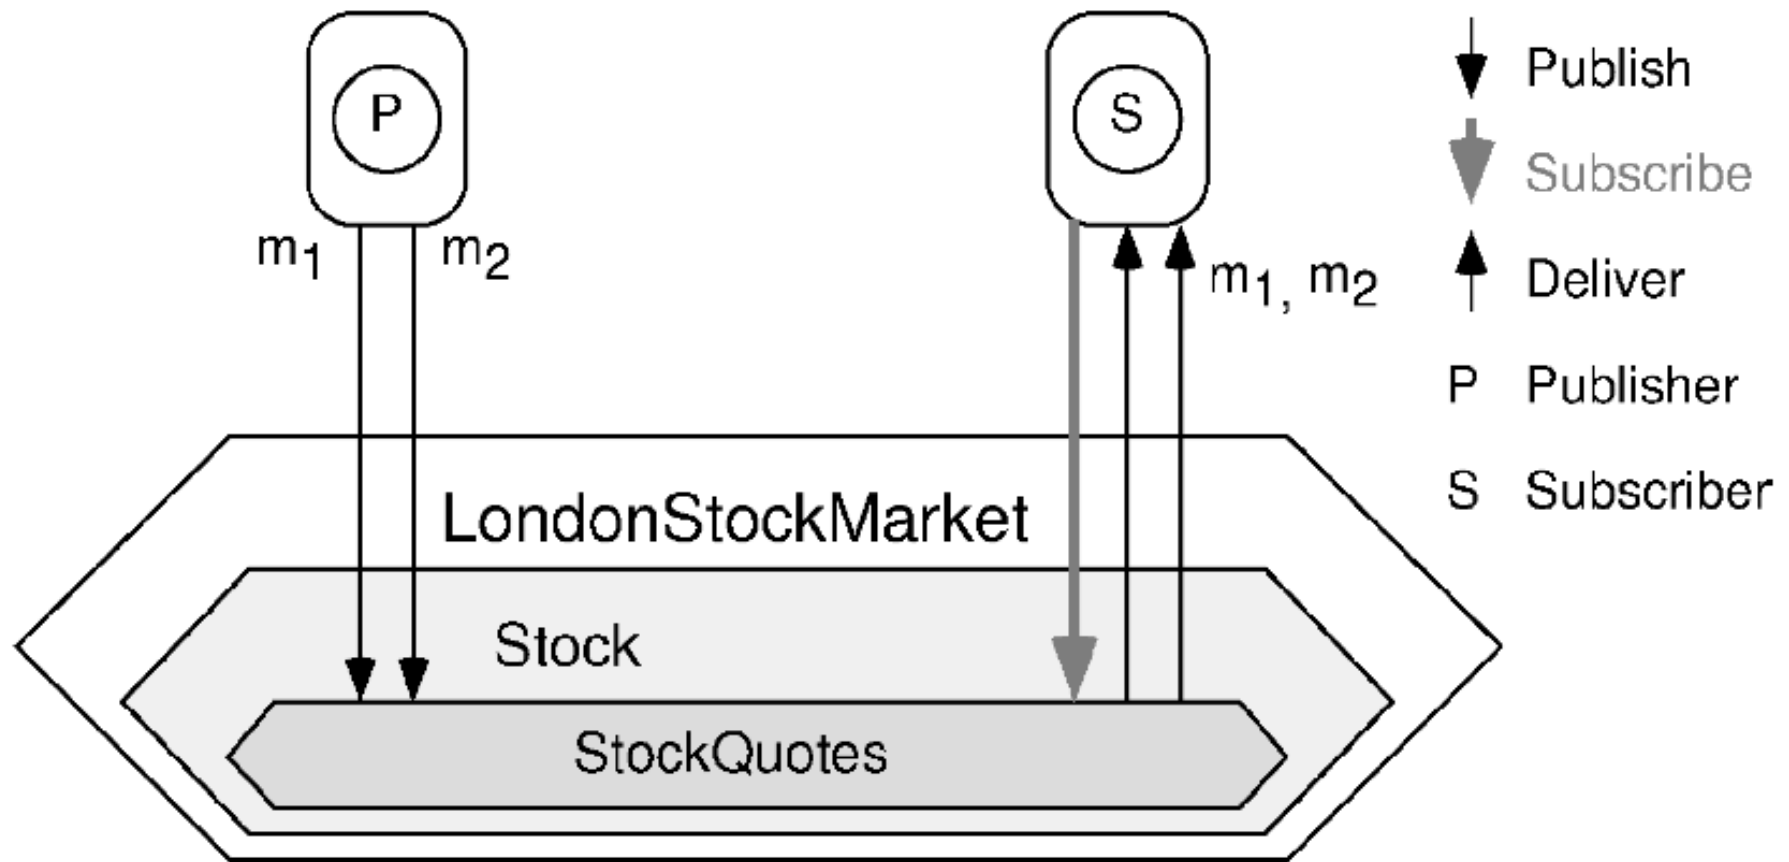 P
S
m1
m2
m1, m2
LondonStockMarket
Stock
StockQuotes
Publish
Subscribe
Deliver
P Publisher
S Subscriber